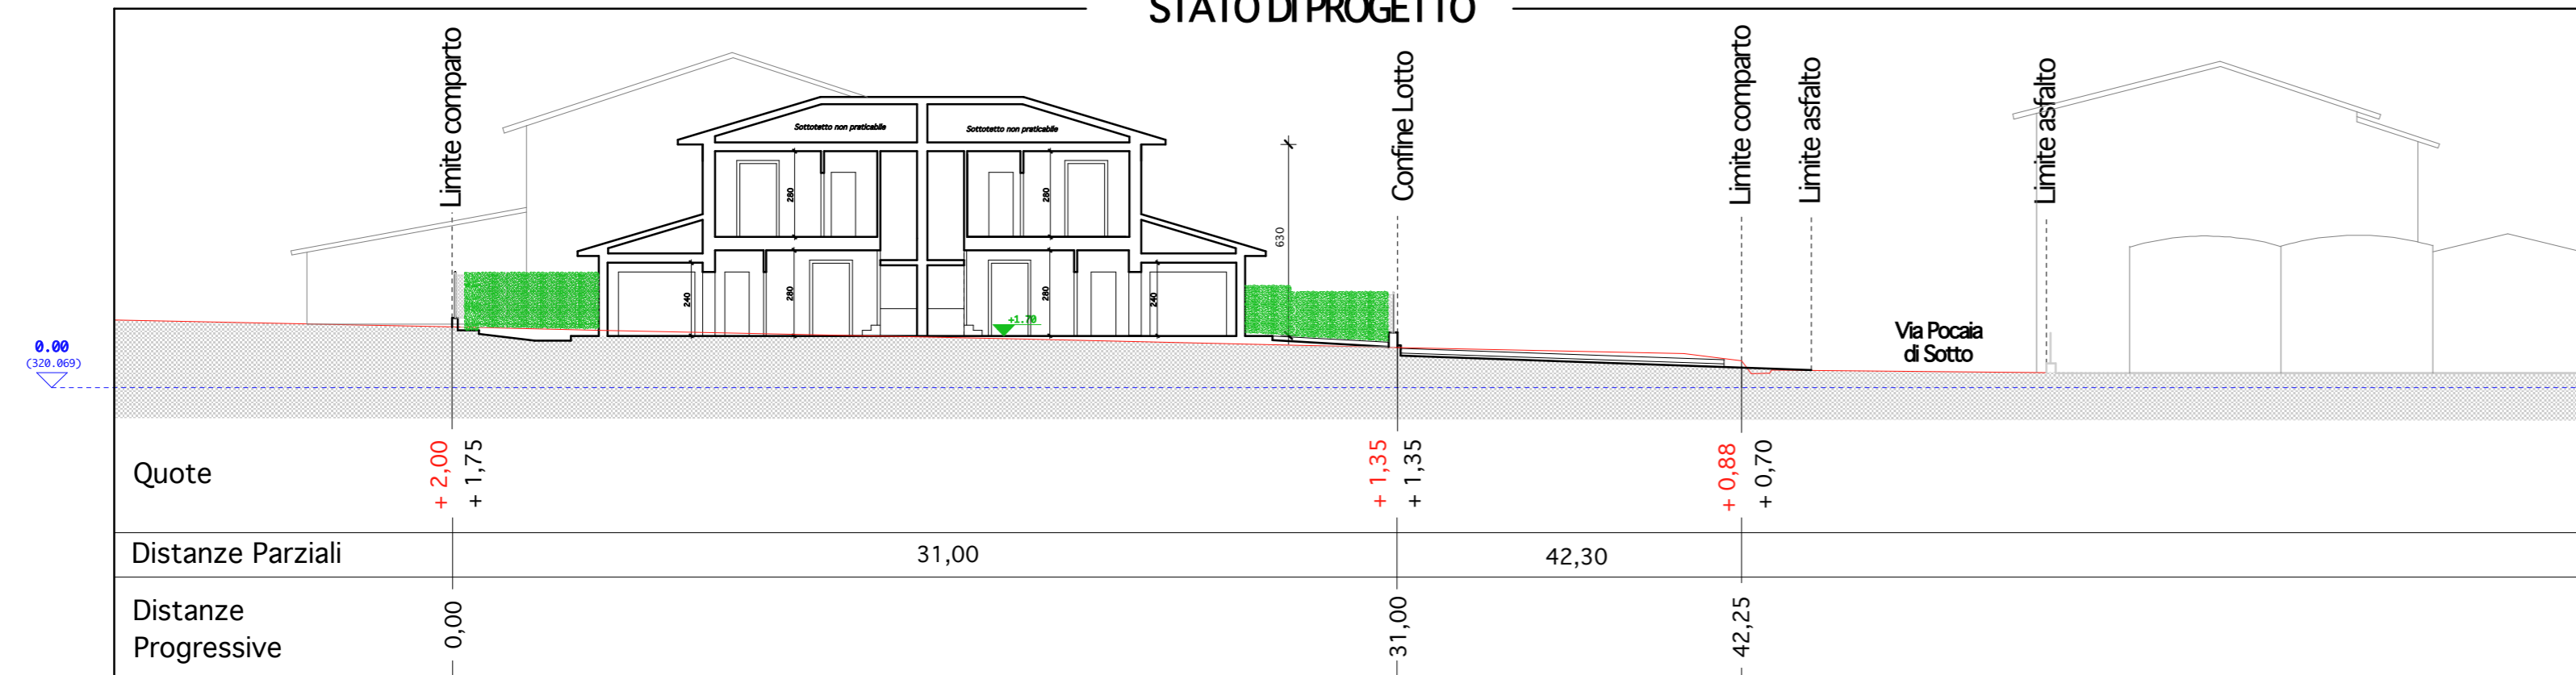 STATO DI PROGETTO
Limite comparto
Confine Lotto
Limite comparto
Limite asfalto
Limite asfalto
Sottotetto non praticabile
Sottotetto non praticabile
280
280
630
240
280
280
240
+1.70
Via Pocaia
di Sotto
0.00
(320.069)
Quote
+ 2,00
+ 1,75
+ 1,35
+ 1,35
+ 0,88
+ 0,70
Distanze Parziali
31,00
42,30
Distanze
Progressive
0,00
31,00
42,25